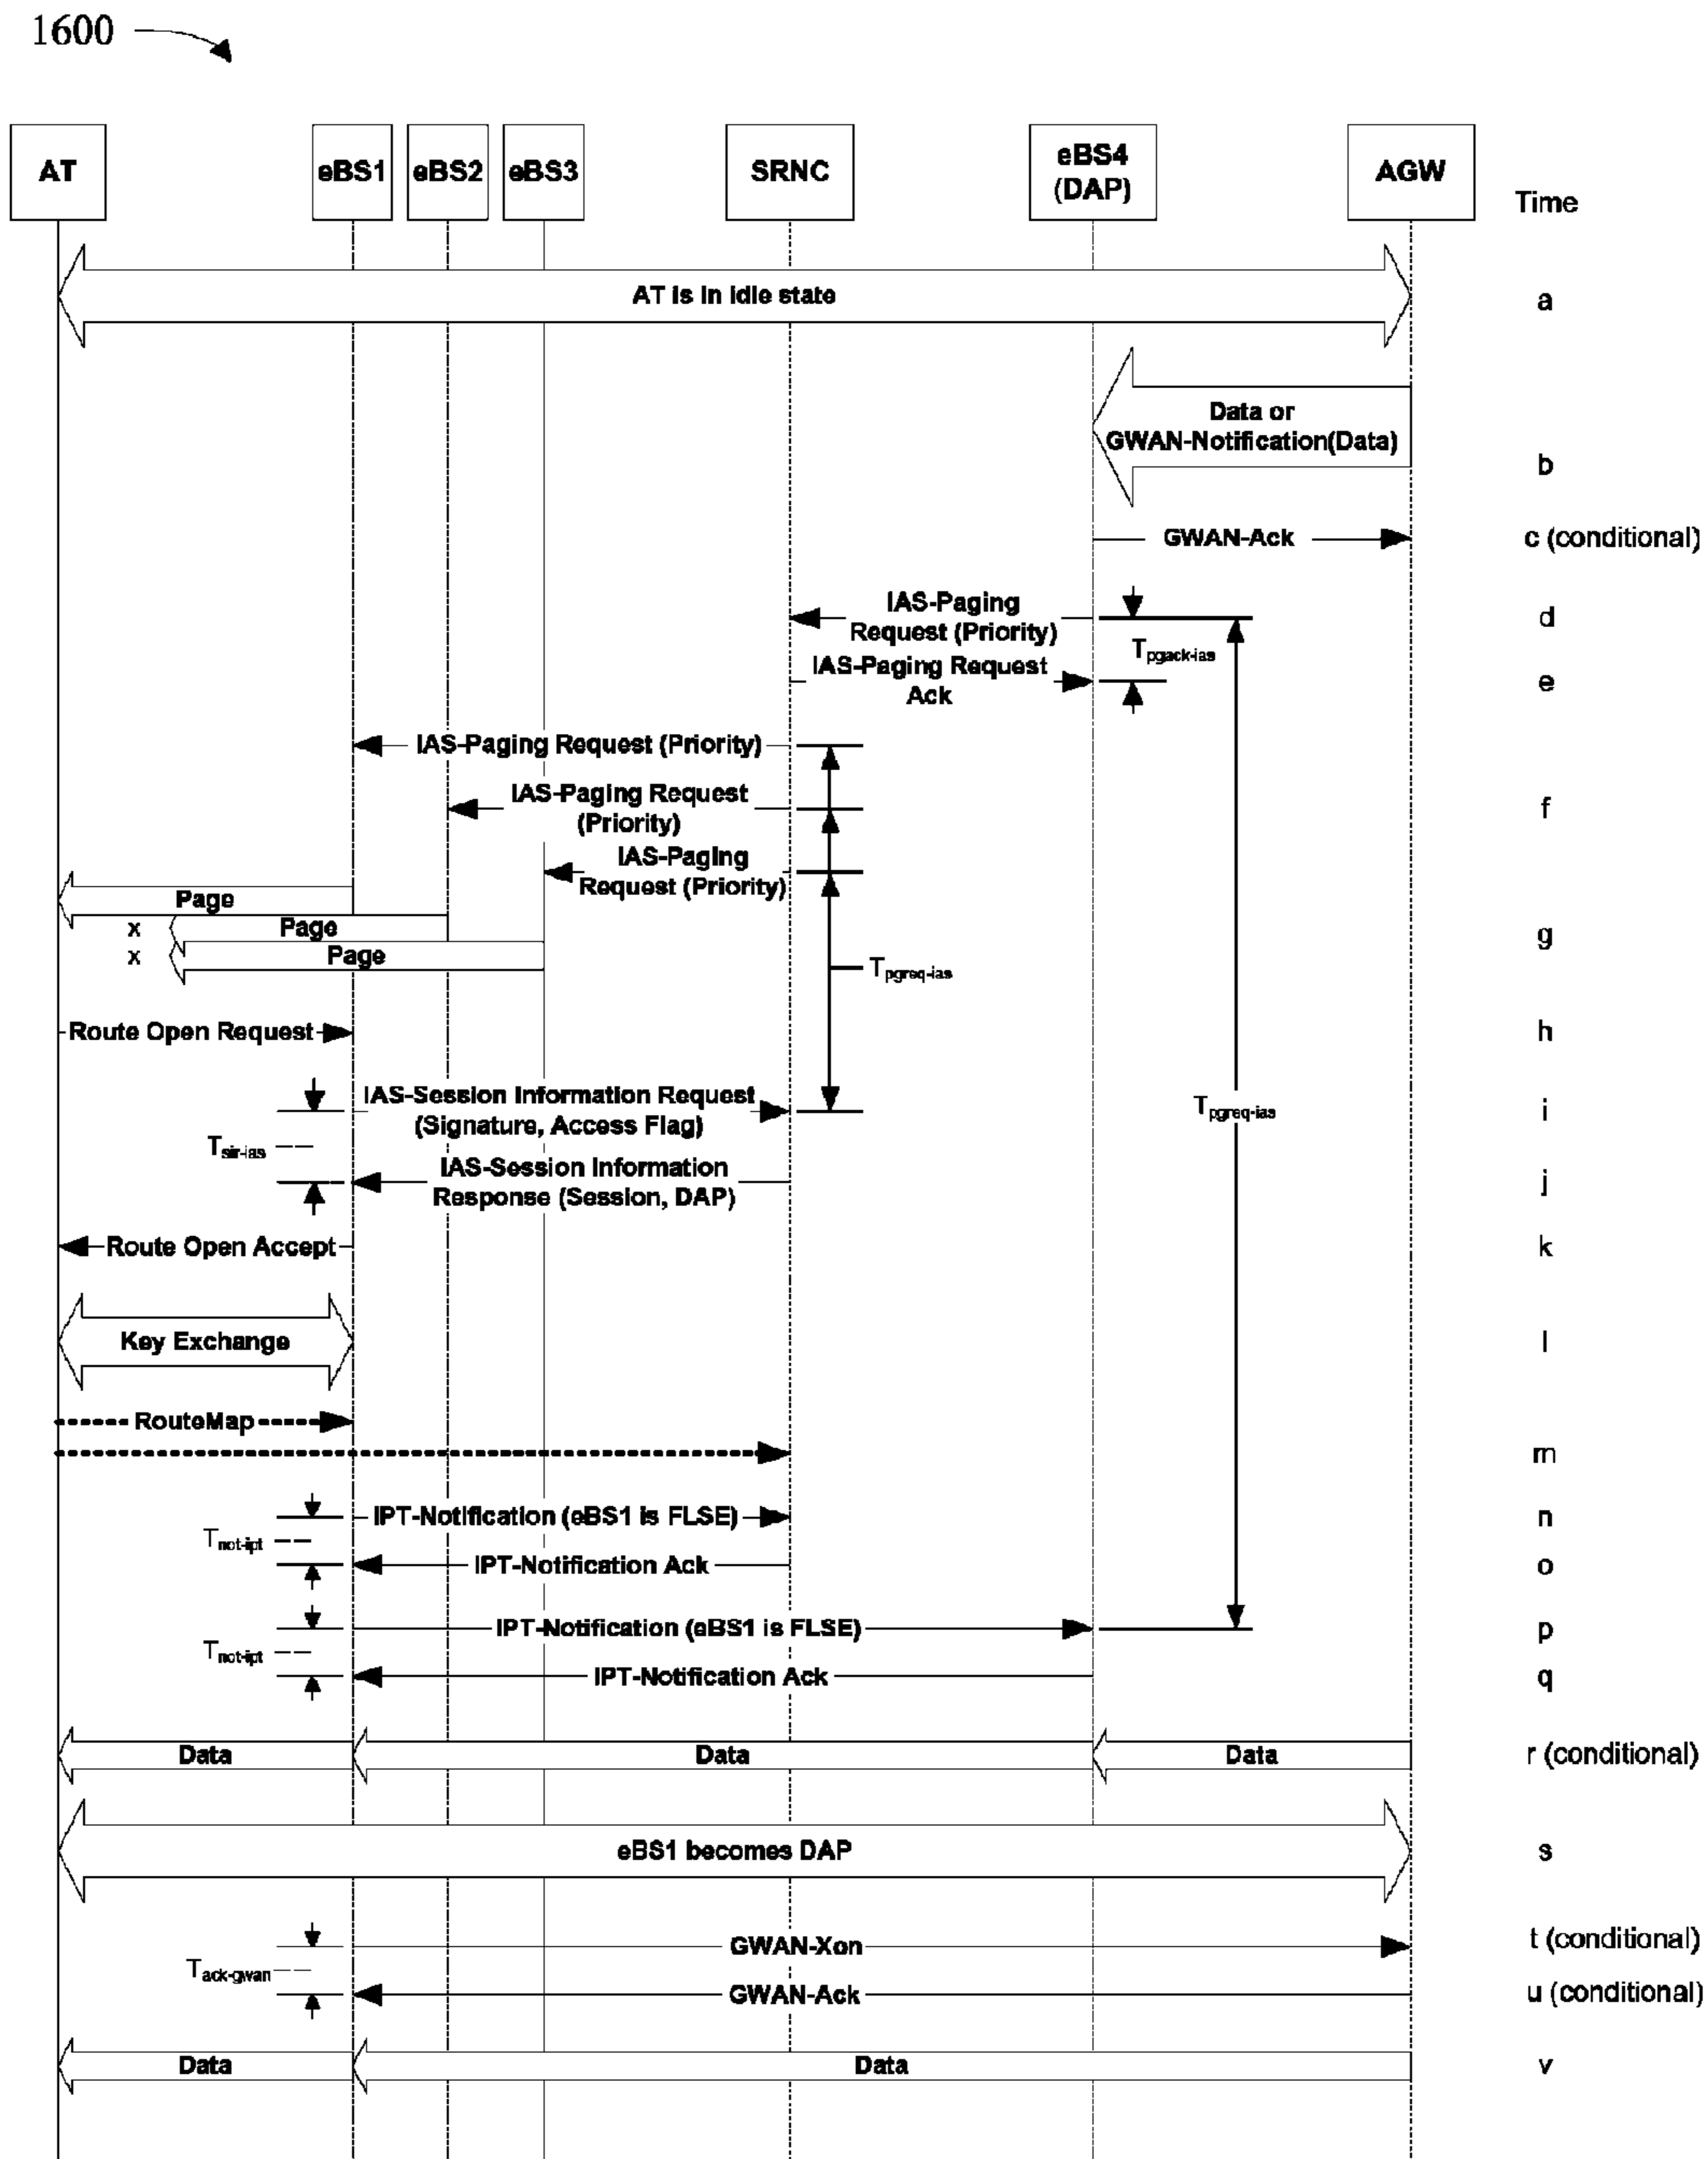 1600
AT
eBS1
eBS2
eBS3
SRNC
eBS4
(DAP)
AGW
Time
AT is in idle state
a
Data or
GWAN-Notification(Data)
b
GWAN-Ack
c (conditional)
IAS-Paging
Request (Priority)
d
Tpgack-ias
IAS-Paging Request
Ack
e
IAS-Paging Request (Priority)
IAS-Paging Request
(Priority)
f
IAS-Paging
Request (Priority)
Page
x
Page
g
x
Page
Tpgreq-ias
Route Open Request
h
IAS-Session Information Request
(Signature, Access Flag)
i
Tpgreq-ias
Tsir-ias
IAS-Session Information
Response (Session, DAP)
j
Route Open Accept
k
Key Exchange
l
RouteMap
m
IPT-Notification (eBS1 is FLSE)
n
Tnot-ipt
IPT-Notification Ack
o
IPT-Notification (eBS1 is FLSE)
p
Tnot-ipt
IPT-Notification Ack
q
Data
Data
Data
r (conditional)
eBS1 becomes DAP
s
GWAN-Xon
t (conditional)
Tack-gwan
GWAN-Ack
u (conditional)
Data
Data
v